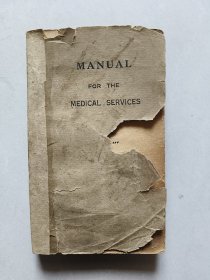 MANUAL
FOR THE
MEDICAL SERVICES